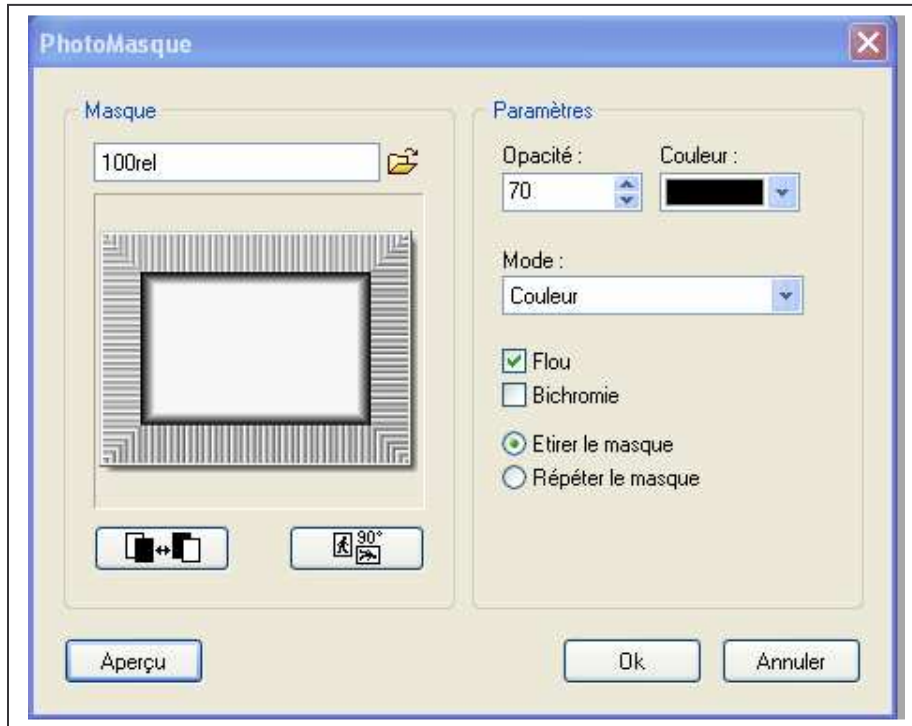 PhotoMasque
Masque
100rel
90°
Paramètres
Opacité :
Couleur :
70
Mode :
Couleur
Flou
Bichromie
Etirer le masque
Répéter le masque
Aperçu
Ok
Annuler